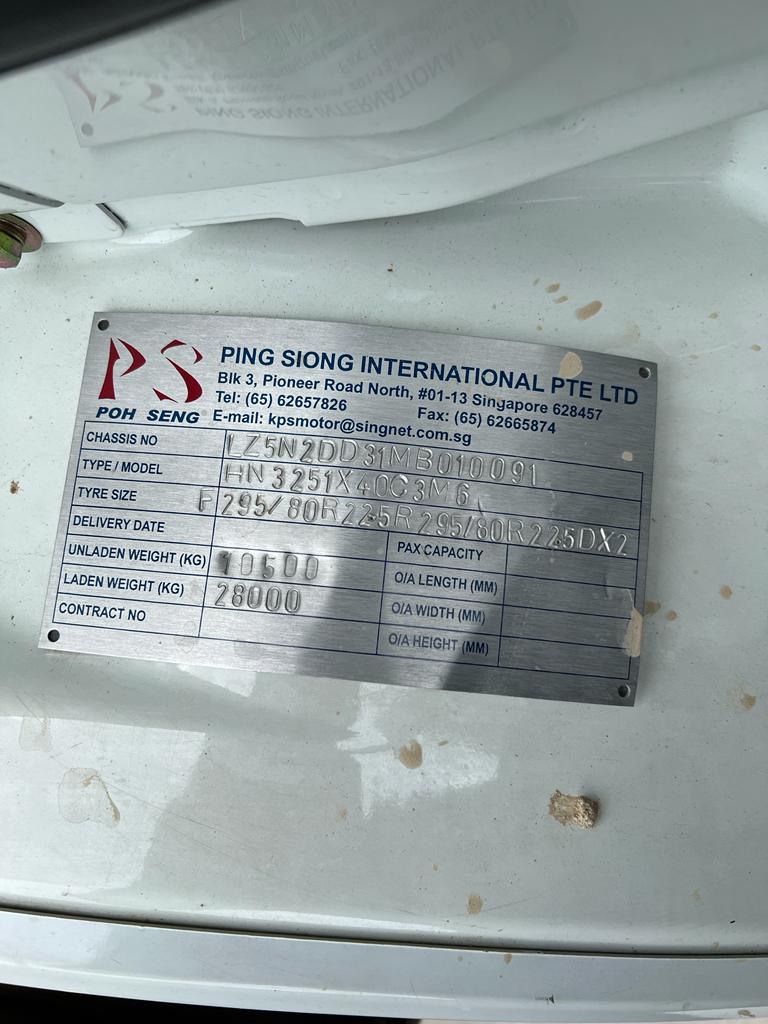 PS
POH SENG
PING SIONG INTERNATIONAL PTE LTD
Blk 3, Pioneer Road North, #01-13 Singapore 628457
Tel: (65) 62657826 Fax: (65) 62665874
E-mail: kpsmotor@singnet.com.sg
CHASSIS NO LZ5N2DD31MB010091
TYPE / MODEL HN3251X40C3M6
TYRE SIZE F295/80R22.5R295/80R22.5DX2
DELIVERY DATE PAX CAPACITY
UNLADEN WEIGHT (KG) 10500 O/A LENGTH (MM)
LADEN WEIGHT (KG) 28000 O/A WIDTH (MM)
CONTRACT NO O/A HEIGHT (MM)